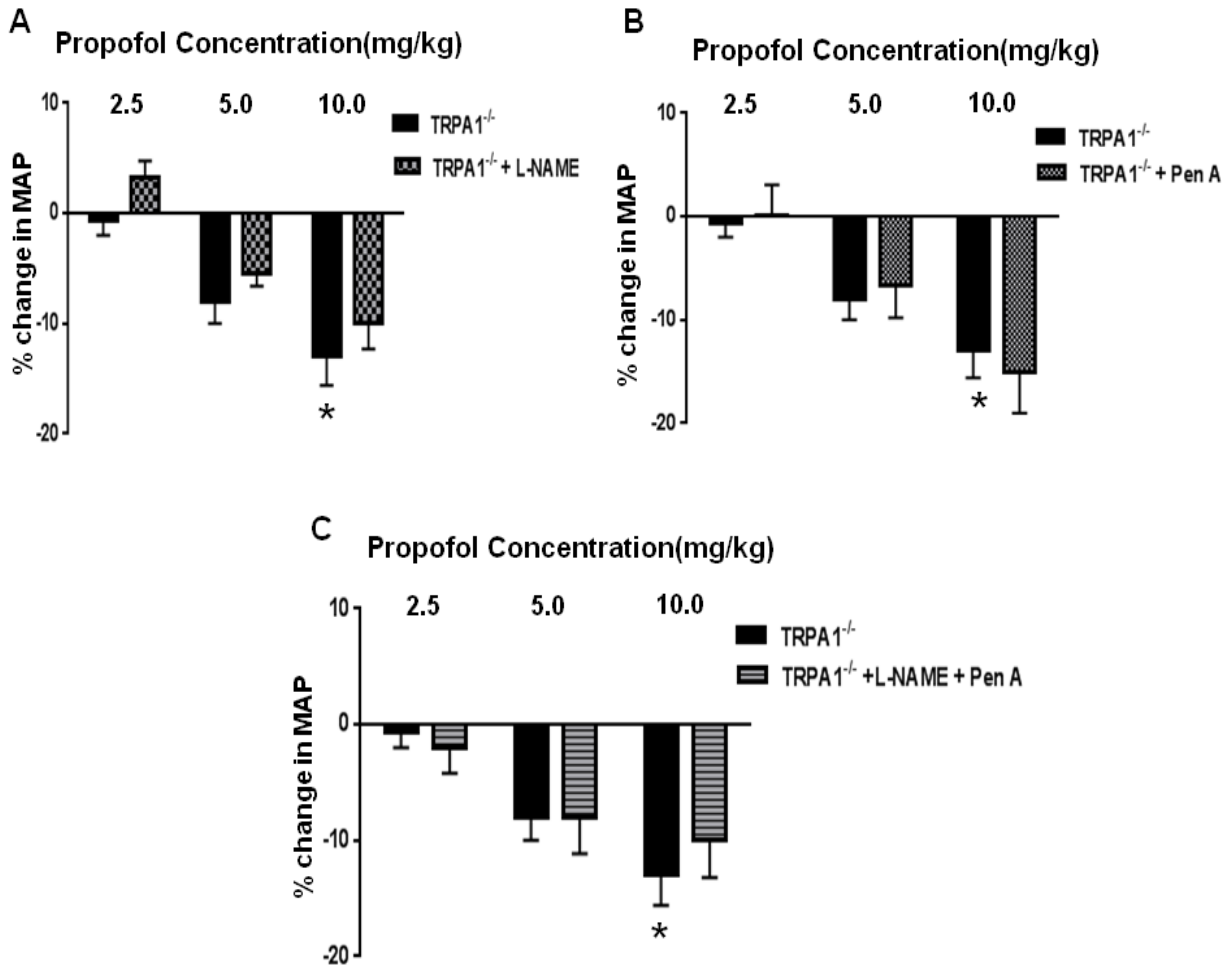 A
Propofol Concentration(mg/kg)
2.5 5.0 10.0
10
0
-10
-20
% change in MAP
TRPA1-/-
TRPA1-/- + L-NAME
*
B
Propofol Concentration(mg/kg)
2.5 5.0 10.0
10
0
-10
-20
% change in MAP
TRPA1-/-
TRPA1-/- + Pen A
*
C
Propofol Concentration(mg/kg)
2.5 5.0 10.0
10
0
-10
-20
% change in MAP
TRPA1-/-
TRPA1-/- +L-NAME + Pen A
*